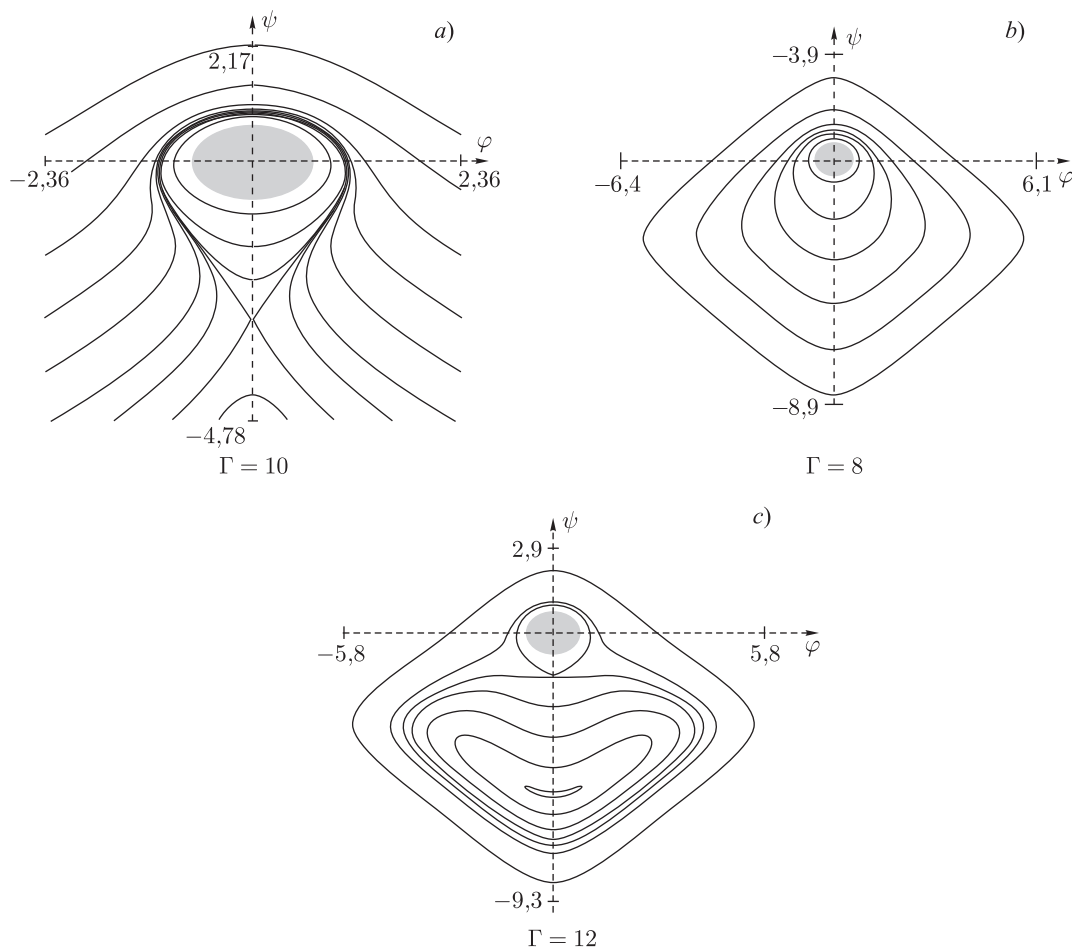 ψ
a)
2,17
φ
−2,36
2,36
−4,78
Γ = 10
ψ
b)
−3,9
−6,4
6,1
φ
−8,9
Γ = 8
ψ
c)
2,9
−5,8
5,8
φ
−9,3
Γ = 12